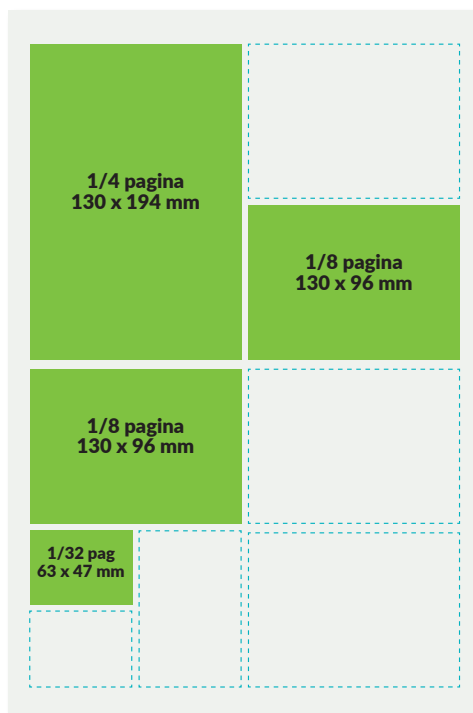 1/4 pagina
130 x 194 mm
1/8 pagina
130 x 96 mm
1/8 pagina
130 x 96 mm
1/32 pag
63 x 47 mm